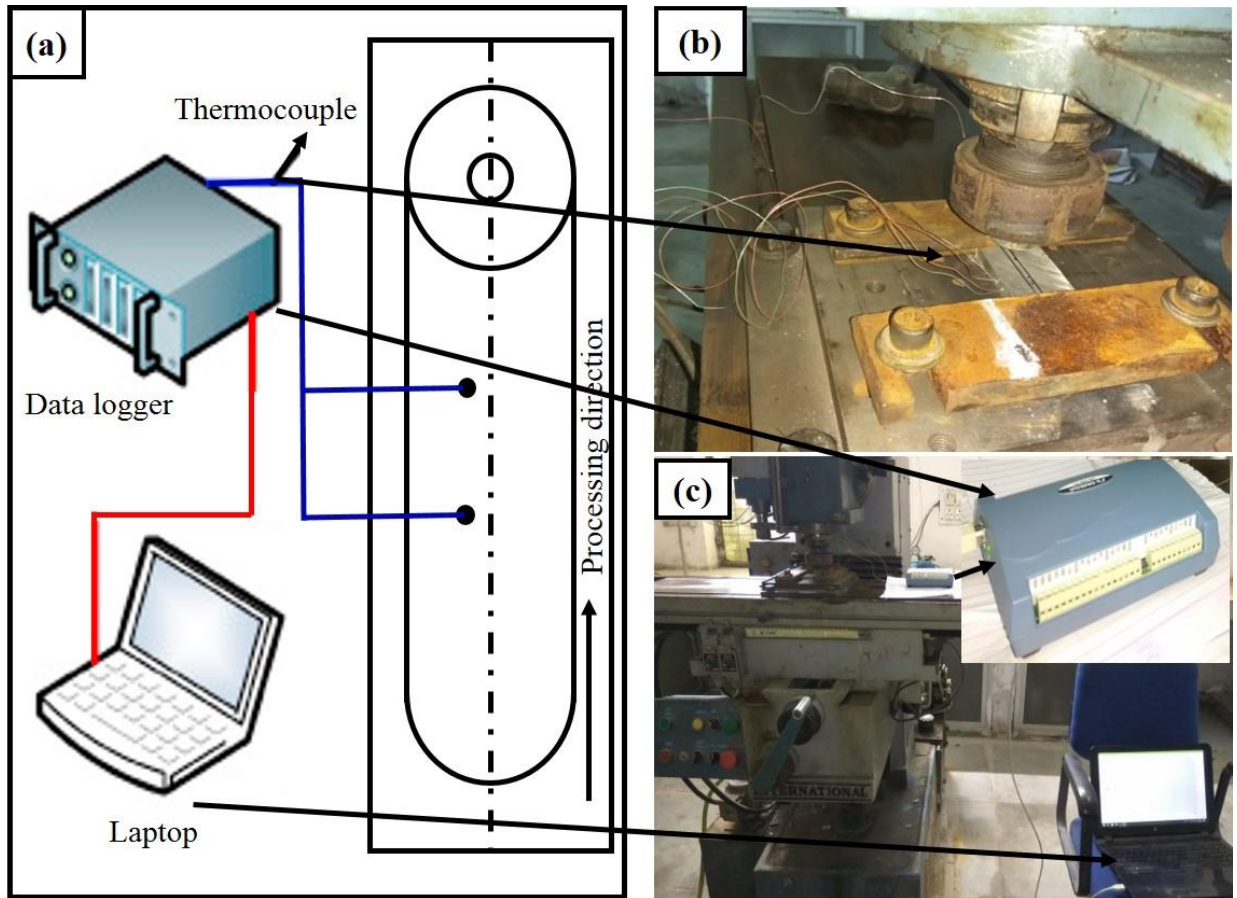 (a)
Thermocouple
Data logger
Processing direction
Laptop
(b)
(c)
INTERNATIONAL